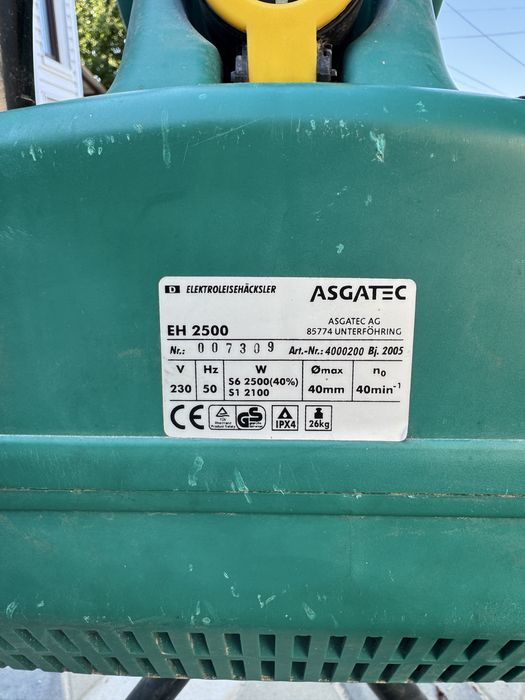 D ELEKTROLEISEHÄCKSLER ASGATEC
ASGATEC AG
EH 2500 85774 UNTERFÖHRING
Nr.: 007309 Art.-Nr.: 4000200 Bj. 2005
V Hz W Ømax n₀
230 50 S6 2500(40%) 40mm 40min⁻¹
S1 2100
CE GS IPX4 26kg